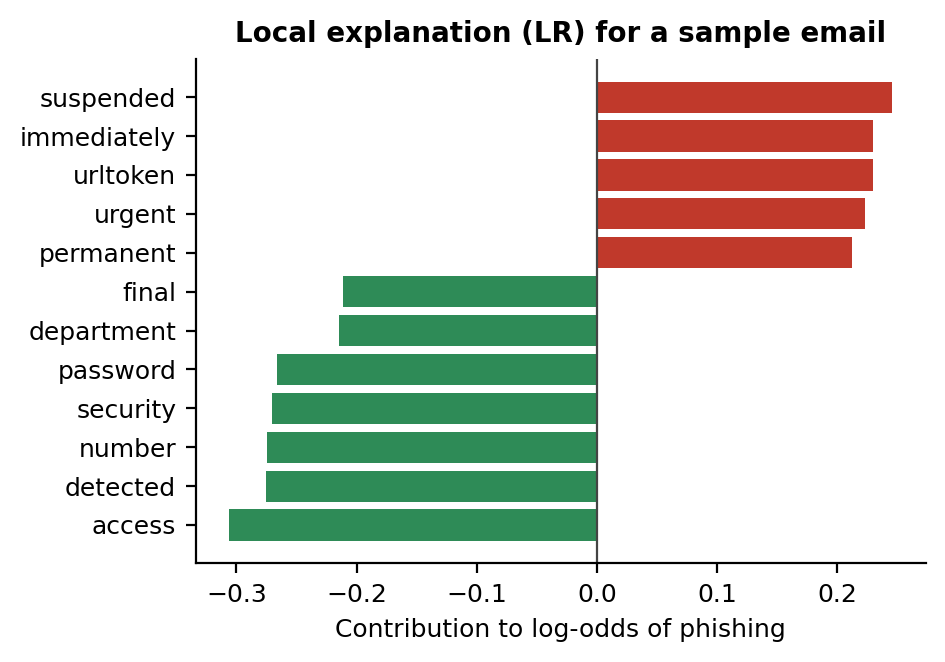 Local explanation (LR) for a sample email
suspended
immediately
urltoken
urgent
permanent
final
department
password
security
number
detected
access
−0.3 −0.2 −0.1 0.0 0.1 0.2
Contribution to log-odds of phishing